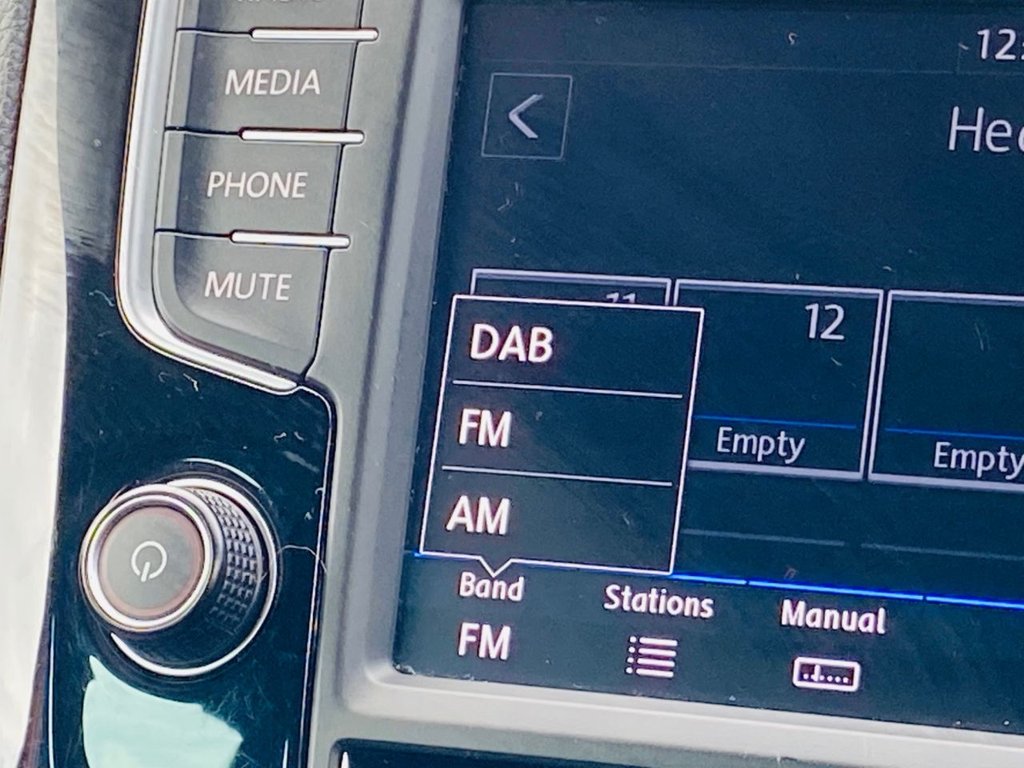 MEDIA
PHONE
MUTE
12
DAB
FM
AM
Empty
Empty
Band
FM
Stations
Manual